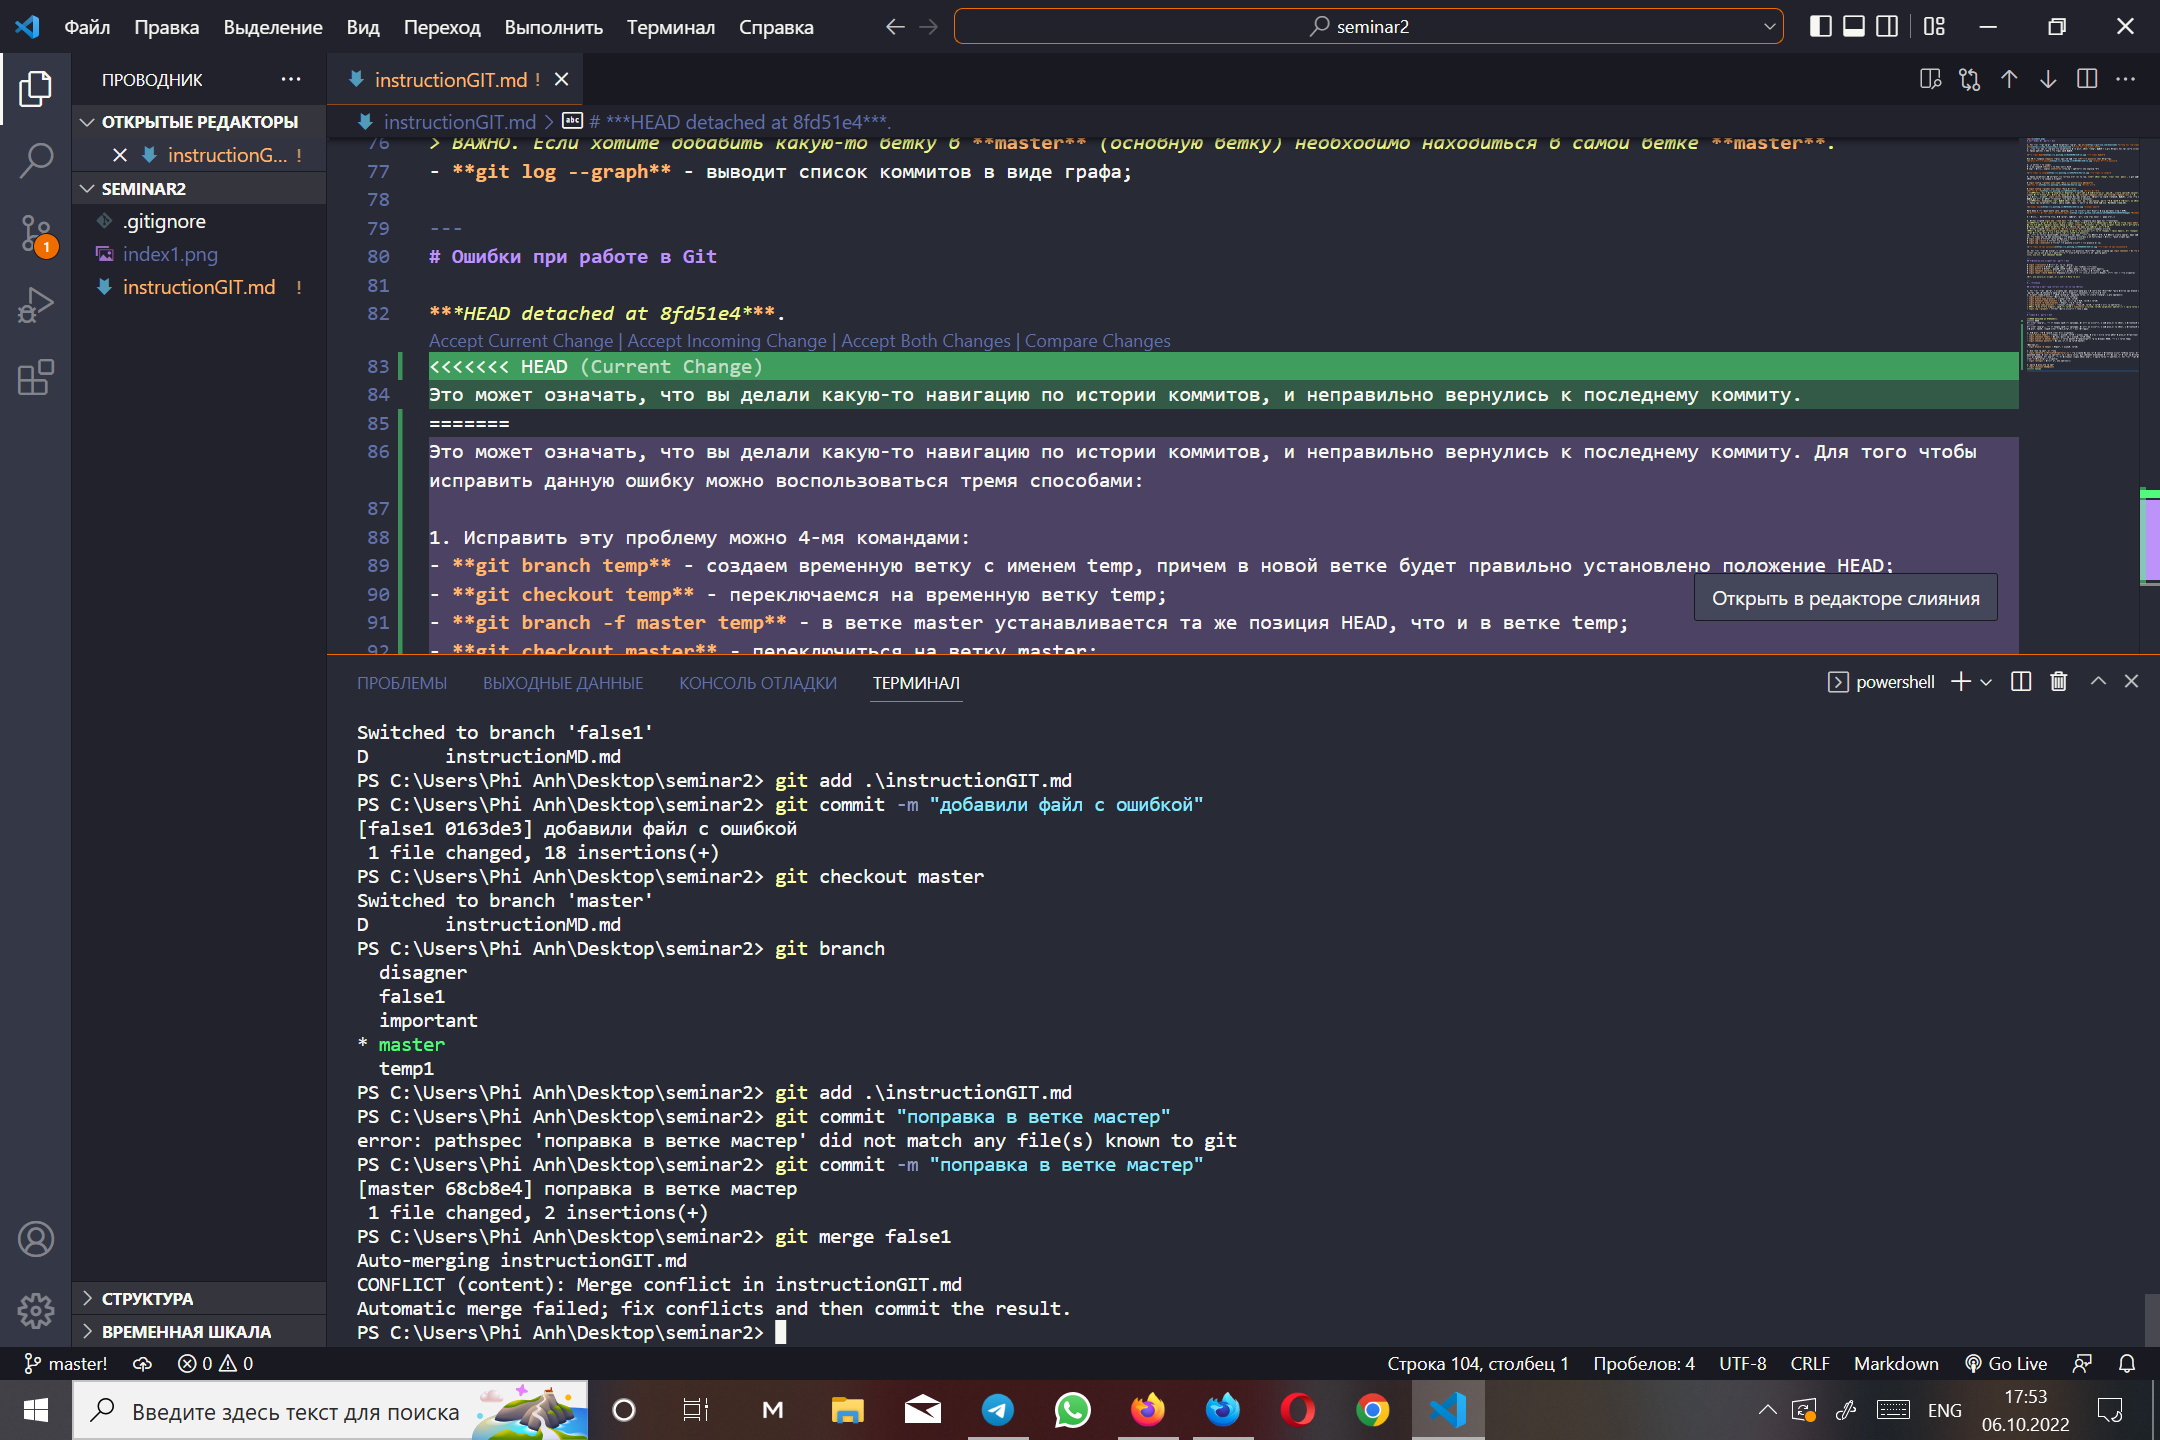 Файл Правка Выделение Вид Переход Выполнить Терминал Справка
seminar2
ПРОВОДНИК
instructionGIT.md !
ОТКРЫТЫЕ РЕДАКТОРЫ
instructionG... !
SEMINAR2
.gitignore
index1.png
instructionGIT.md !
СТРУКТУРА
ВРЕМЕННАЯ ШКАЛА
instructionGIT.md > # ***HEAD detached at 8fd51e4***.
76 > ВАЖНО. Если хотите добавить какую-то ветку в **master** (основную ветку) необходимо находиться в самой ветке **master**.
77 - **git log --graph** - выводит список коммитов в виде графа;
78
79 ---
80 # Ошибки при работе в Git
81
82 ***HEAD detached at 8fd51e4***.
Accept Current Change | Accept Incoming Change | Accept Both Changes | Compare Changes
83 <<<<<<< HEAD (Current Change)
84 Это может означать, что вы делали какую-то навигацию по истории коммитов, и неправильно вернулись к последнему коммиту.
85 =======
86 Это может означать, что вы делали какую-то навигацию по истории коммитов, и неправильно вернулись к последнему коммиту. Для того чтобы
исправить данную ошибку можно воспользоваться тремя способами:
87
88 1. Исправить эту проблему можно 4-мя командами:
89 - **git branch temp** - создаем временную ветку с именем temp, причем в новой ветке будет правильно установлено положение HEAD;
90 - **git checkout temp** - переключаемся на временную ветку temp;
91 - **git branch -f master temp** - в ветке master устанавливается та же позиция HEAD, что и в ветке temp;
92 - **git checkout master** - переключиться на ветку master;
Открыть в редакторе слияния
ПРОБЛЕМЫ ВЫХОДНЫЕ ДАННЫЕ КОНСОЛЬ ОТЛАДКИ ТЕРМИНАЛ
powershell
Switched to branch 'false1'
D       instructionMD.md
PS C:\Users\Phi Anh\Desktop\seminar2> git add .\instructionGIT.md
PS C:\Users\Phi Anh\Desktop\seminar2> git commit -m "добавили файл с ошибкой"
[false1 0163de3] добавили файл с ошибкой
 1 file changed, 18 insertions(+)
PS C:\Users\Phi Anh\Desktop\seminar2> git checkout master
Switched to branch 'master'
D       instructionMD.md
PS C:\Users\Phi Anh\Desktop\seminar2> git branch
  disagner
  false1
  important
* master
  temp1
PS C:\Users\Phi Anh\Desktop\seminar2> git add .\instructionGIT.md
PS C:\Users\Phi Anh\Desktop\seminar2> git commit "поправка в ветке мастер"
error: pathspec 'поправка в ветке мастер' did not match any file(s) known to git
PS C:\Users\Phi Anh\Desktop\seminar2> git commit -m "поправка в ветке мастер"
[master 68cb8e4] поправка в ветке мастер
 1 file changed, 2 insertions(+)
PS C:\Users\Phi Anh\Desktop\seminar2> git merge false1
Auto-merging instructionGIT.md
CONFLICT (content): Merge conflict in instructionGIT.md
Automatic merge failed; fix conflicts and then commit the result.
PS C:\Users\Phi Anh\Desktop\seminar2>
master! 0 0 Строка 104, столбец 1 Пробелов: 4 UTF-8 CRLF Markdown Go Live
Введите здесь текст для поиска
ENG
17:53
06.10.2022